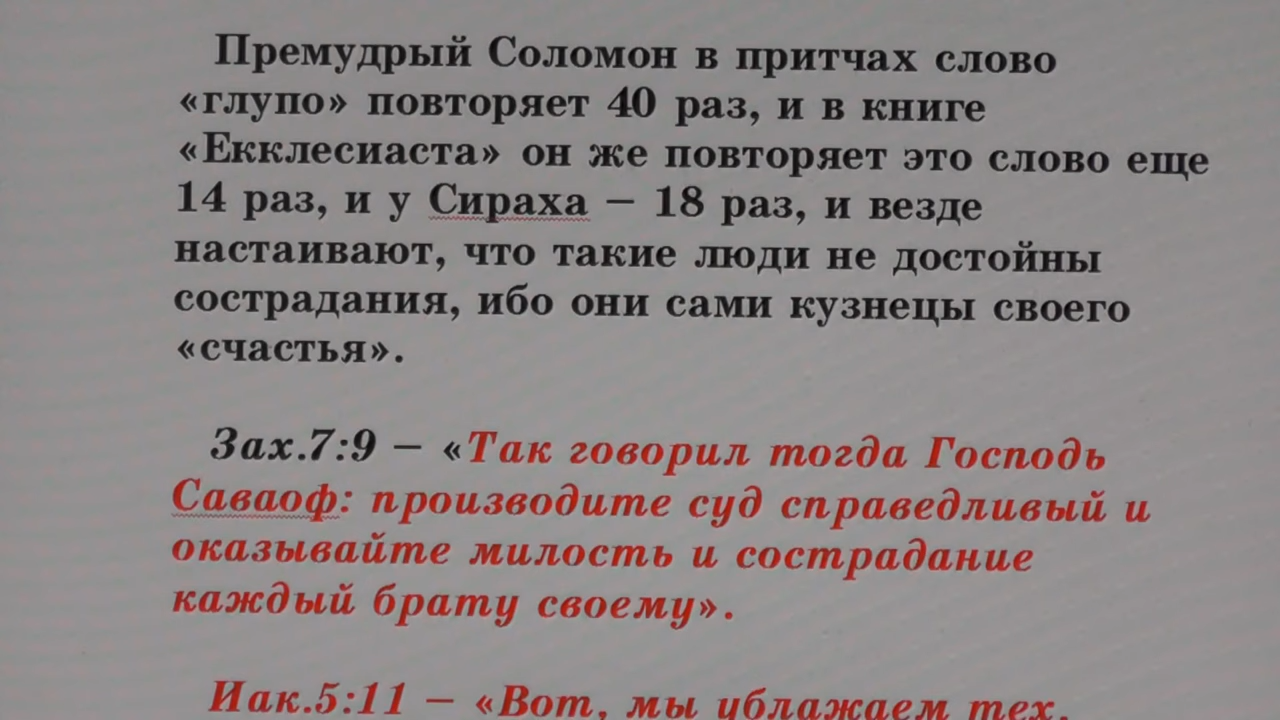 Премудрый Соломон в притчах слово
«глупо» повторяет 40 раз, и в книге
«Екклесиаста» он же повторяет это слово еще
14 раз, и у Сираха – 18 раз, и везде
настаивают, что такие люди не достойны
сострадания, ибо они сами кузнецы своего
«счастья».
Зах.7:9 – «Так говорил тогда Господь
Саваоф: производите суд справедливый и
оказывайте милость и сострадание
каждый брату своему».
Иак.5:11 – «Вот, мы ублажаем тех,